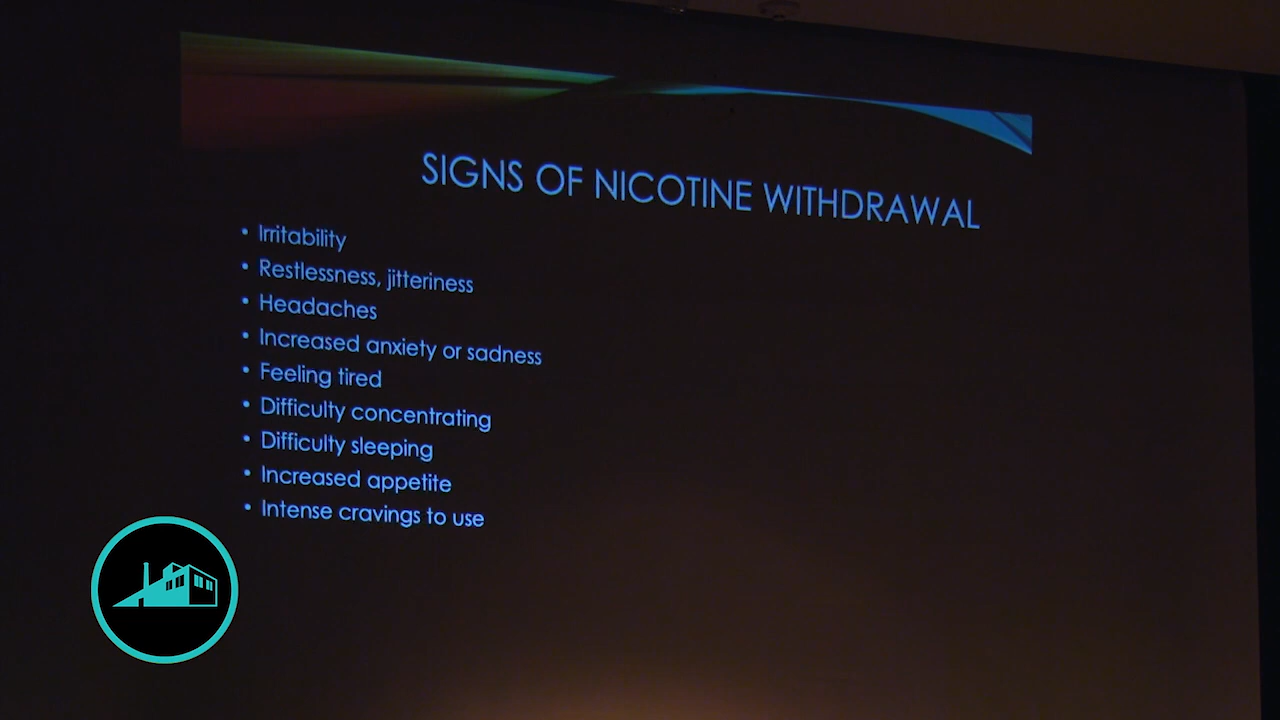 SIGNS OF NICOTINE WITHDRAWAL
• Irritability
• Restlessness, jitteriness
• Headaches
• Increased anxiety or sadness
• Feeling tired
• Difficulty concentrating
• Difficulty sleeping
• Increased appetite
• Intense cravings to use